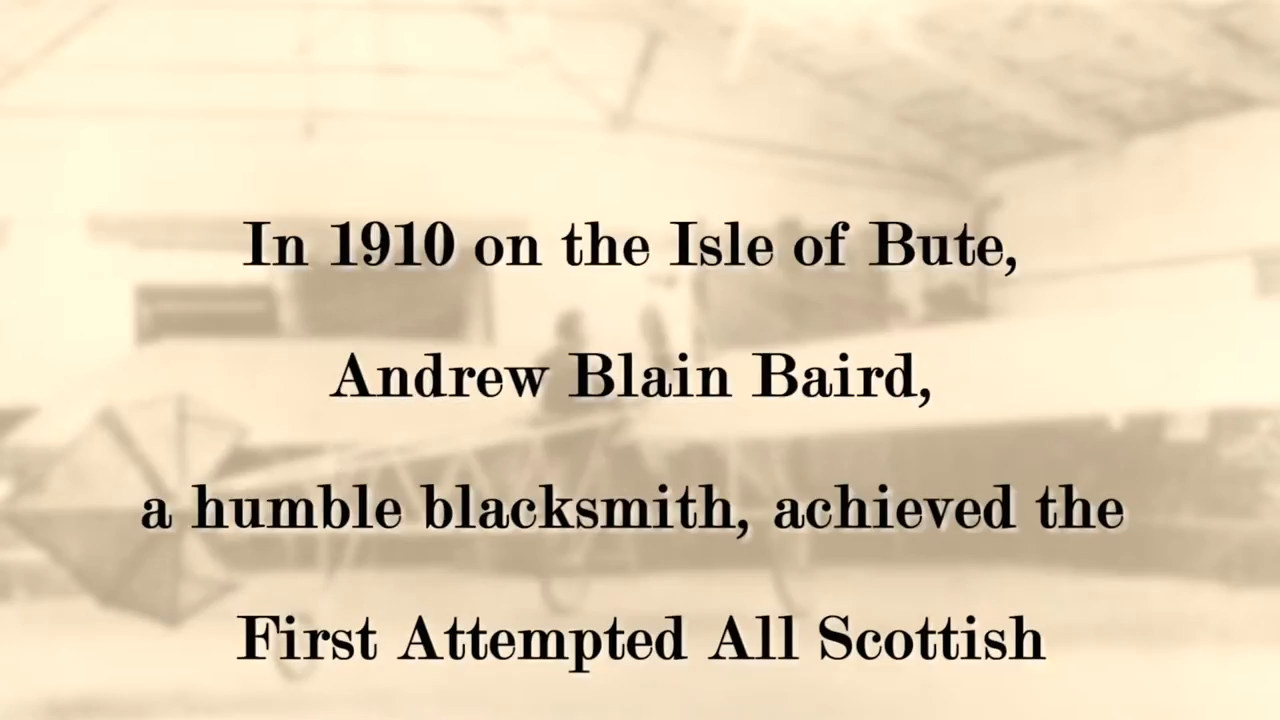 In 1910 on the Isle of Bute,
Andrew Blain Baird,
a humble blacksmith, achieved the
First Attempted All Scottish